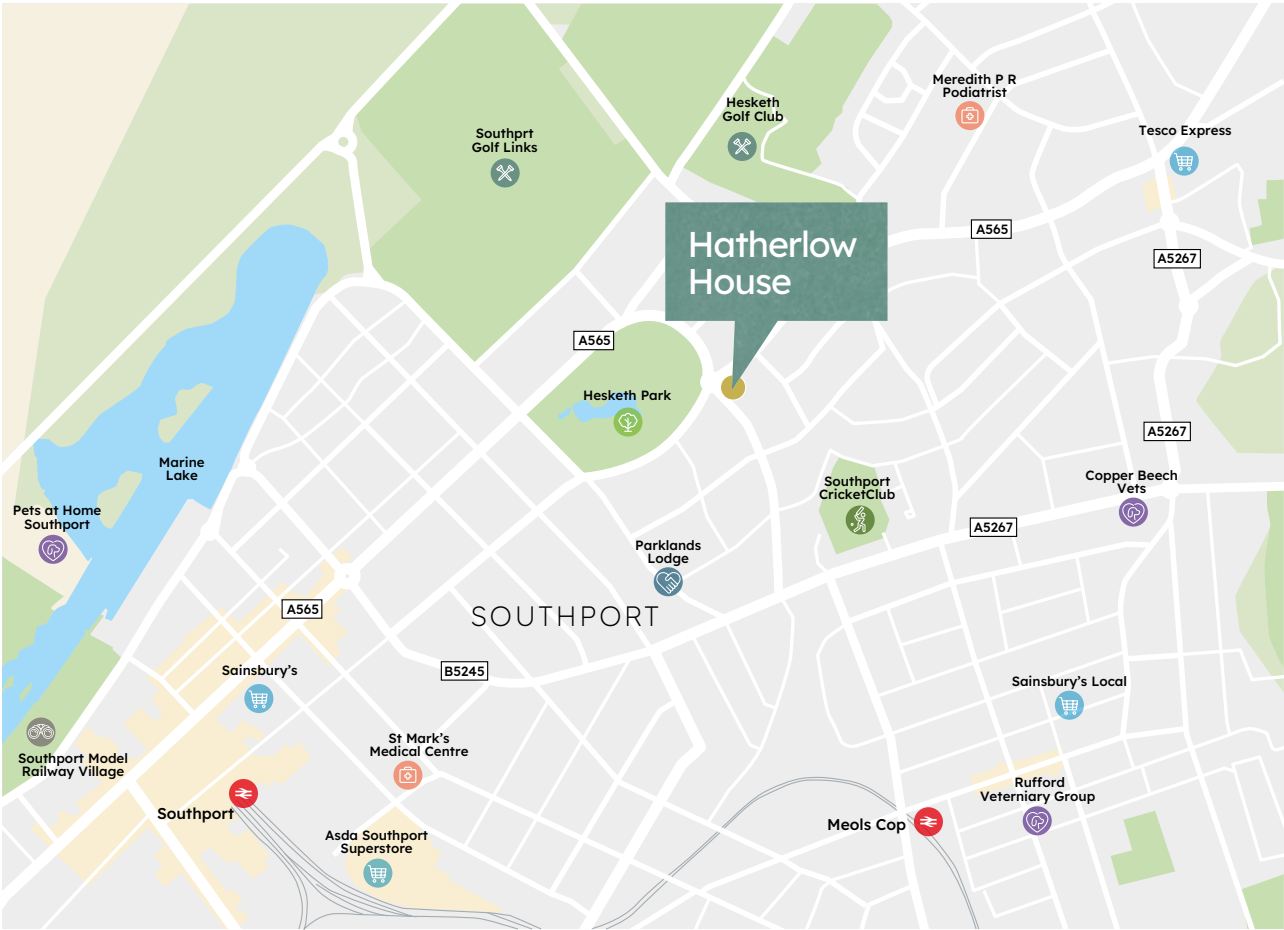 Meredith P R
Podiatrist
Hesketh
Golf Club
Tesco Express
Southprt
Golf Links
A565
Hatherlow
House
A5267
A565
Hesketh Park
A5267
Marine
Lake
Copper Beech
Vets
Southport
CricketClub
Pets at Home
Southport
A5267
Parklands
Lodge
A565
SOUTHPORT
B5245
Sainsbury's
Sainsbury's Local
St Mark's
Medical Centre
Southport Model
Railway Village
Rufford
Veterniary Group
Southport
Meols Cop
Asda Southport
Superstore